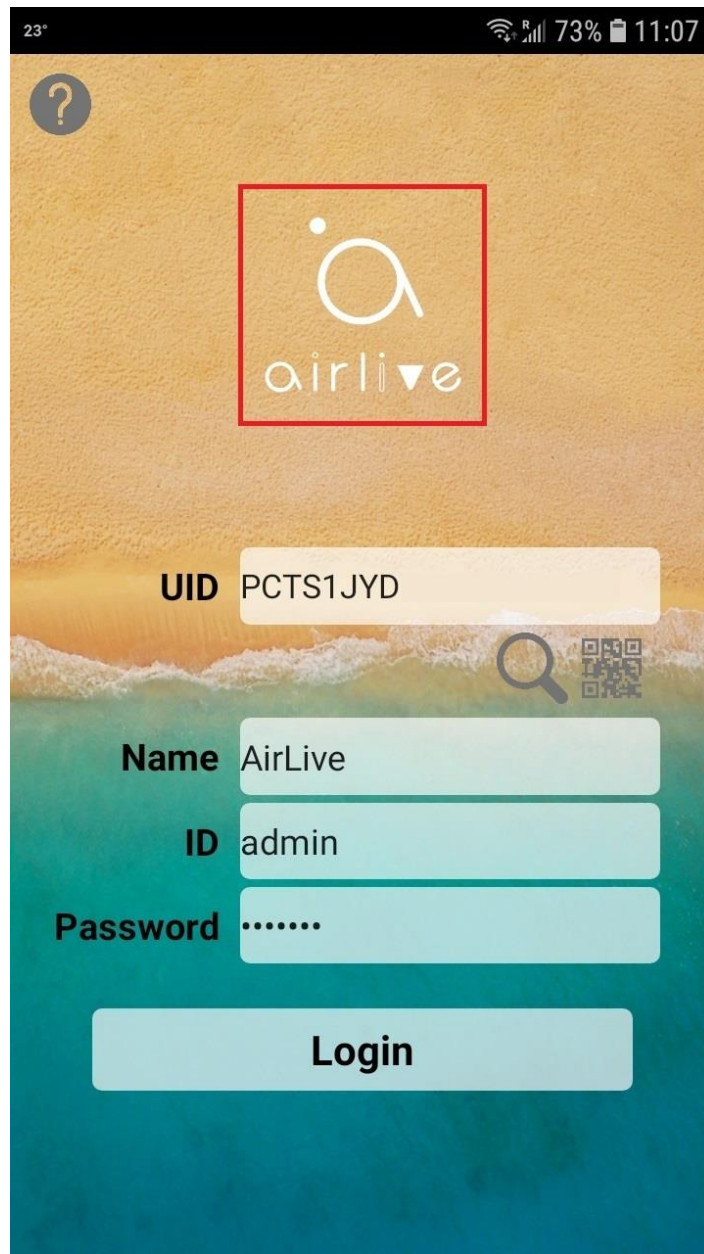 23° R 73% 11:07
?
airlive
UID PCTS1JYD
Name AirLive
ID admin
Password •••••••
Login